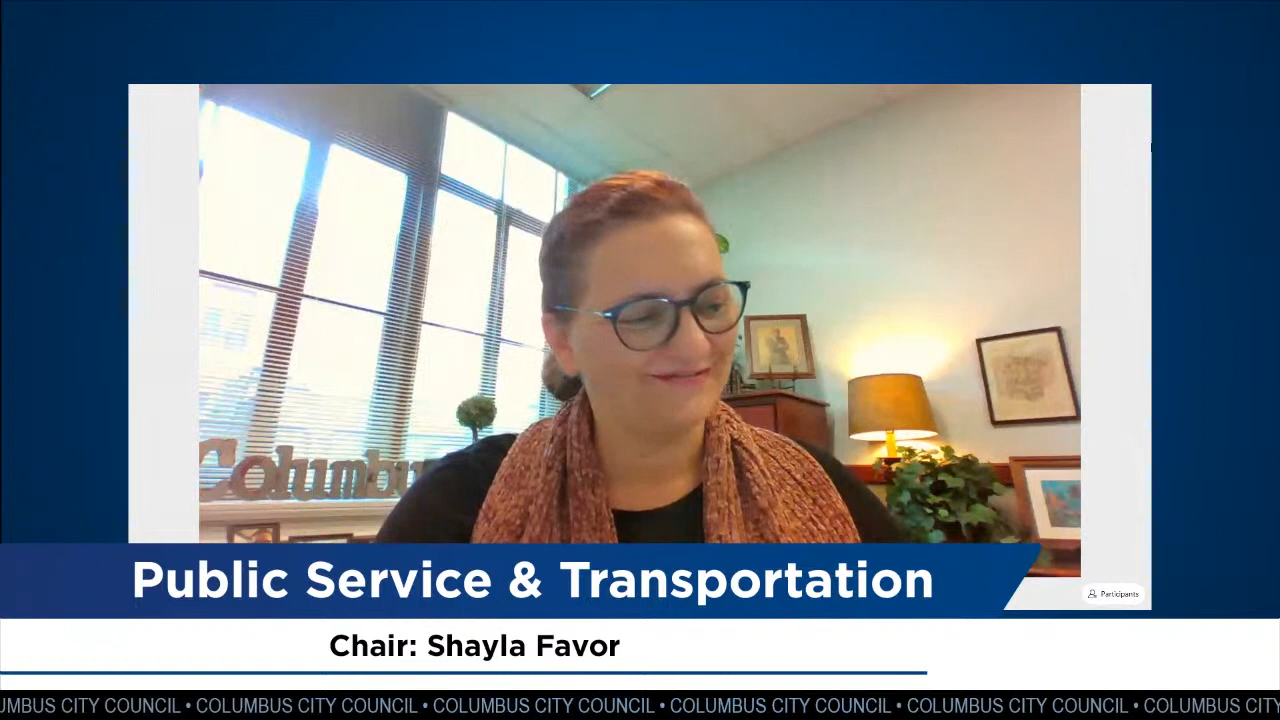 Columbu
Participants
Public Service & Transportation
Chair: Shayla Favor
UMBUS CITY COUNCIL • COLUMBUS CITY COUNCIL • COLUMBUS CITY COUNCIL • COLUMBUS CITY COUNCIL • COLUMBUS CITY COUNCIL • COLUMBUS CITY